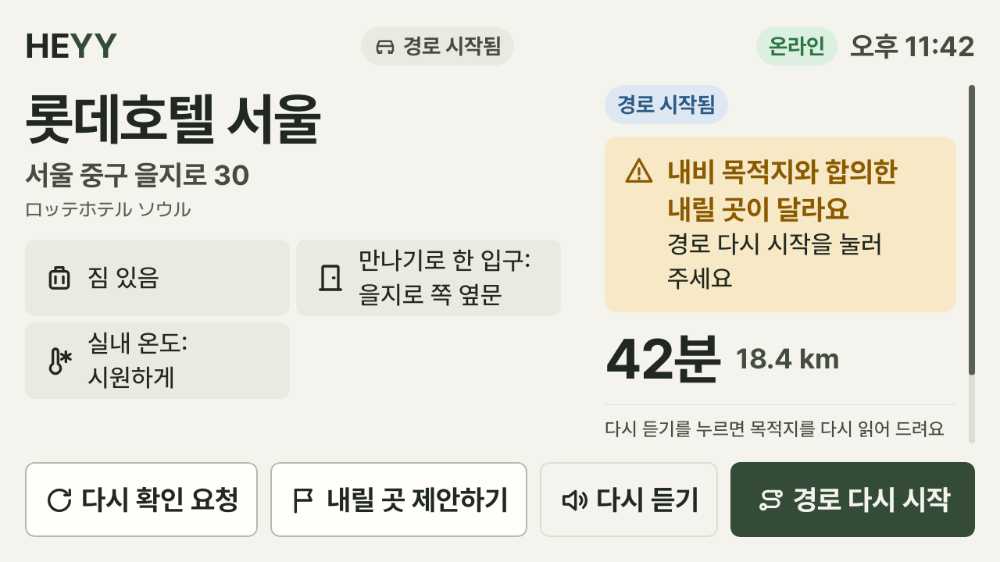 HEYY
경로 시작됨
온라인
오후 11:42
롯데호텔 서울
서울 중구 을지로 30
ロッテホテル ソウル
짐 있음
만나기로 한 입구:
을지로 쪽 옆문
실내 온도:
시원하게
경로 시작됨
내비 목적지와 합의한
내릴 곳이 달라요
경로 다시 시작을 눌러
주세요
42분 18.4 km
다시 듣기를 누르면 목적지를 다시 읽어 드려요
다시 확인 요청
내릴 곳 제안하기
다시 듣기
경로 다시 시작